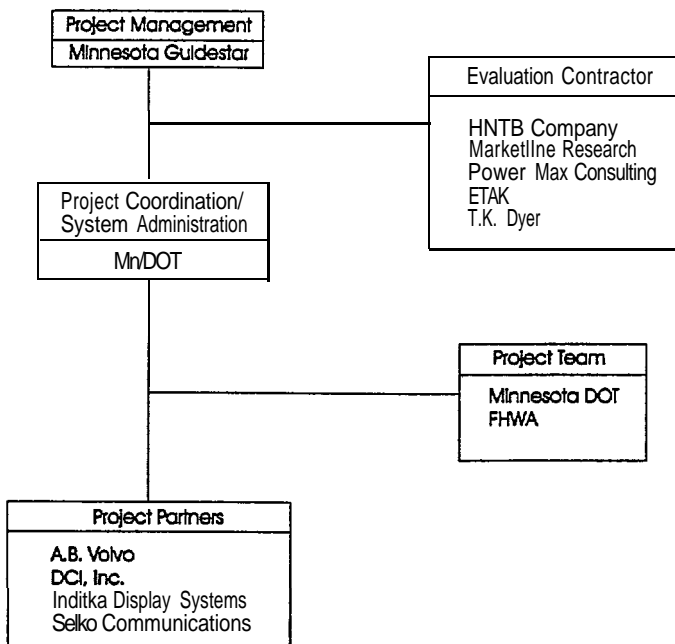 Project Management
Minnesota Guidestar
Evaluation Contractor
HNTB Company
MarketlIne Research
Power Max Consulting
ETAK
T.K. Dyer
Project Coordination/
System Administration
Mn/DOT
Project Team
Minnesota DOT
FHWA
Project Partners
A.B. Volvo
DCI, Inc.
Inditka Display Systems
Selko Communications